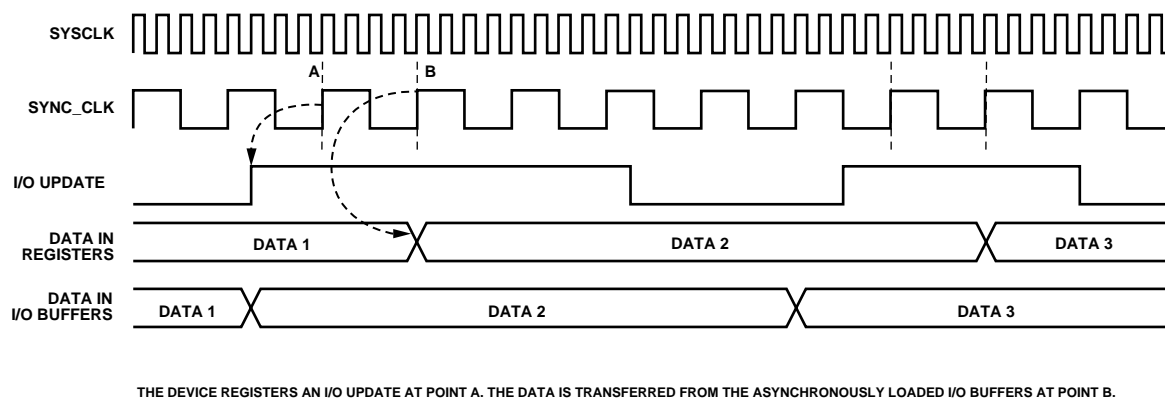 SYSCLK
A
B
SYNC_CLK
I/O UPDATE
DATA IN
REGISTERS
DATA 1
DATA 2
DATA 3
DATA IN
I/O BUFFERS
DATA 1
DATA 2
DATA 3
THE DEVICE REGISTERS AN I/O UPDATE AT POINT A. THE DATA IS TRANSFERRED FROM THE ASYNCHRONOUSLY LOADED I/O BUFFERS AT POINT B.